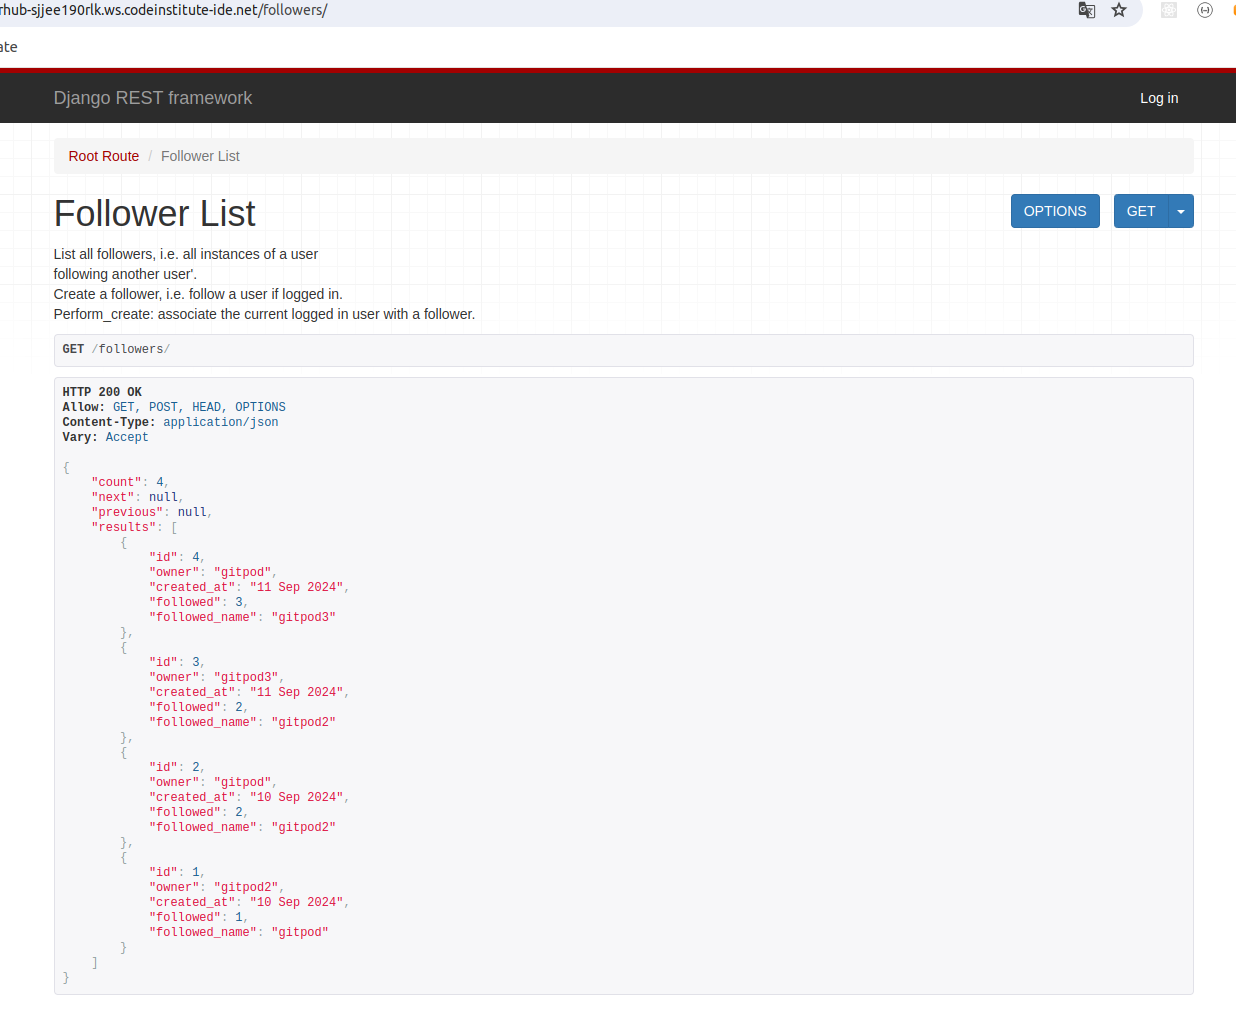 rhub-sjjee190rlk.ws.codeinstitute-ide.net/followers/
ate
Django REST framework
Log in
Root Route / Follower List
Follower List
OPTIONS
GET
List all followers, i.e. all instances of a user
following another user'.
Create a follower, i.e. follow a user if logged in.
Perform_create: associate the current logged in user with a follower.
GET /followers/
HTTP 200 OK
Allow: GET, POST, HEAD, OPTIONS
Content-Type: application/json
Vary: Accept
{
    "count": 4,
    "next": null,
    "previous": null,
    "results": [
        {
            "id": 4,
            "owner": "gitpod",
            "created_at": "11 Sep 2024",
            "followed": 3,
            "followed_name": "gitpod3"
        },
        {
            "id": 3,
            "owner": "gitpod3",
            "created_at": "11 Sep 2024",
            "followed": 2,
            "followed_name": "gitpod2"
        },
        {
            "id": 2,
            "owner": "gitpod",
            "created_at": "10 Sep 2024",
            "followed": 2,
            "followed_name": "gitpod2"
        },
        {
            "id": 1,
            "owner": "gitpod2",
            "created_at": "10 Sep 2024",
            "followed": 1,
            "followed_name": "gitpod"
        }
    ]
}